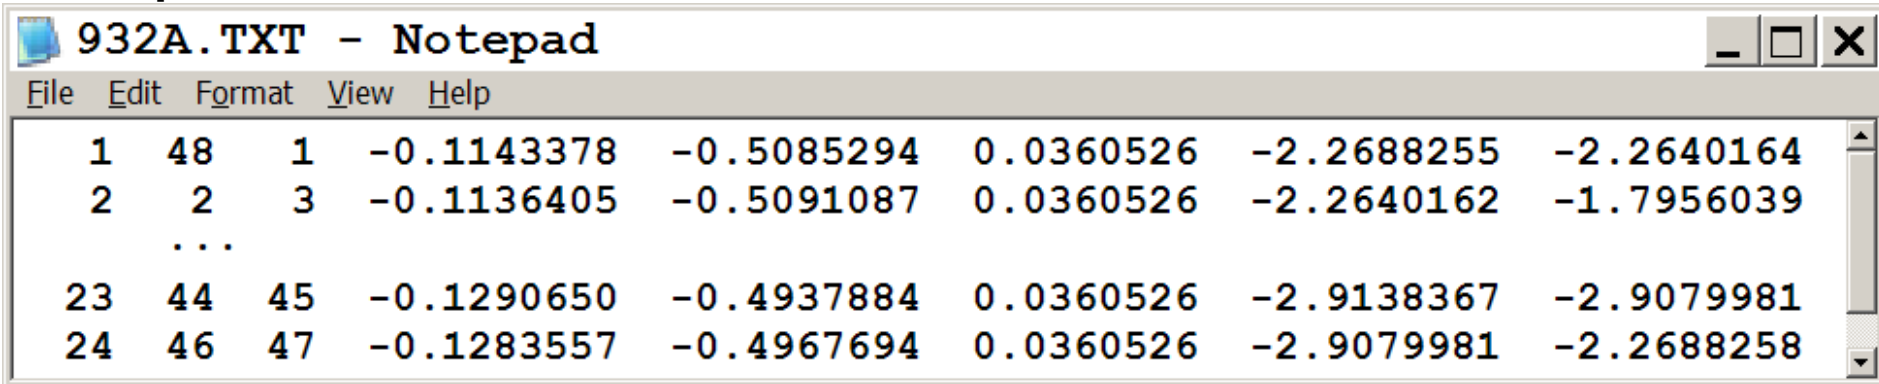 932A.TXT - Notepad
File Edit Format View Help
1 48 1 -0.1143378 -0.5085294 0.0360526 -2.2688255 -2.2640164
2 2 3 -0.1136405 -0.5091087 0.0360526 -2.2640162 -1.7956039
...
23 44 45 -0.1290650 -0.4937884 0.0360526 -2.9138367 -2.9079981
24 46 47 -0.1283557 -0.4967694 0.0360526 -2.9079981 -2.2688258